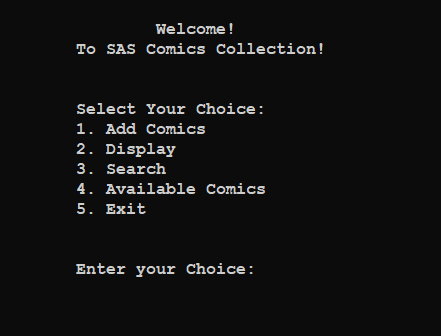 Welcome!
To SAS Comics Collection!
Select Your Choice:
1. Add Comics
2. Display
3. Search
4. Available Comics
5. Exit
Enter your Choice: